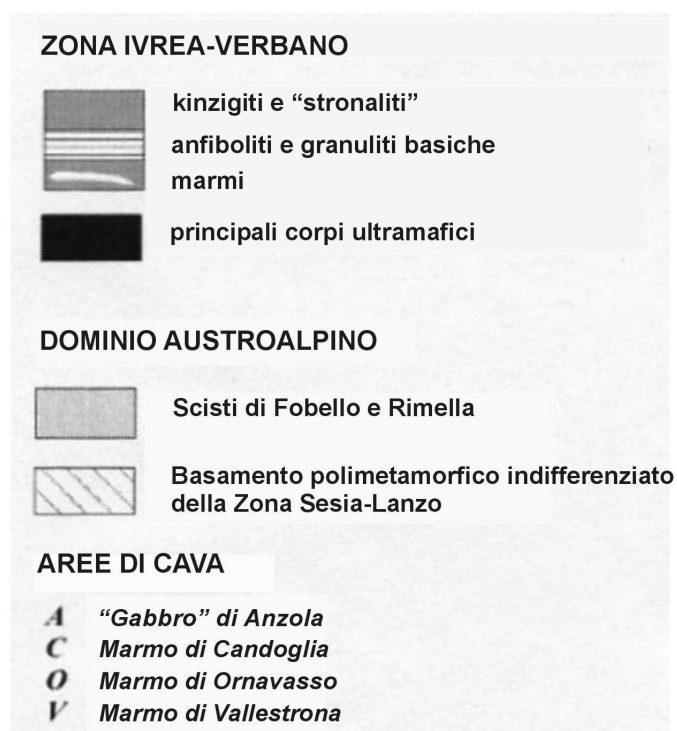 ZONA IVREA-VERBANO
kinzigiti e “stronaliti”
anfiboliti e granuliti basiche
marmi
principali corpi ultramafici
DOMINIO AUSTROALPINO
Scisti di Fobello e Rimella
Basamento polimetamorfico indifferenziato
della Zona Sesia-Lanzo
AREE DI CAVA
A “Gabbro” di Anzola
C Marmo di Candoglia
O Marmo di Ornavasso
V Marmo di Vallestrona